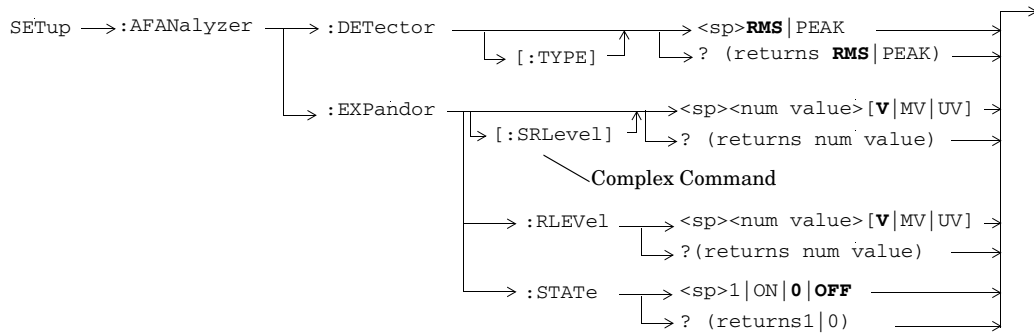 SETup :AFANalyzer :DETector <sp>RMS|PEAK
[:TYPE] ? (returns RMS|PEAK)
:EXPandor <sp><num value>[V|MV|UV]
[:SRLevel] ? (returns num value)
Complex Command
:RLEVel <sp><num value>[V|MV|UV]
?(returns num value)
:STATe <sp>1|ON|0|OFF
? (returns1|0)